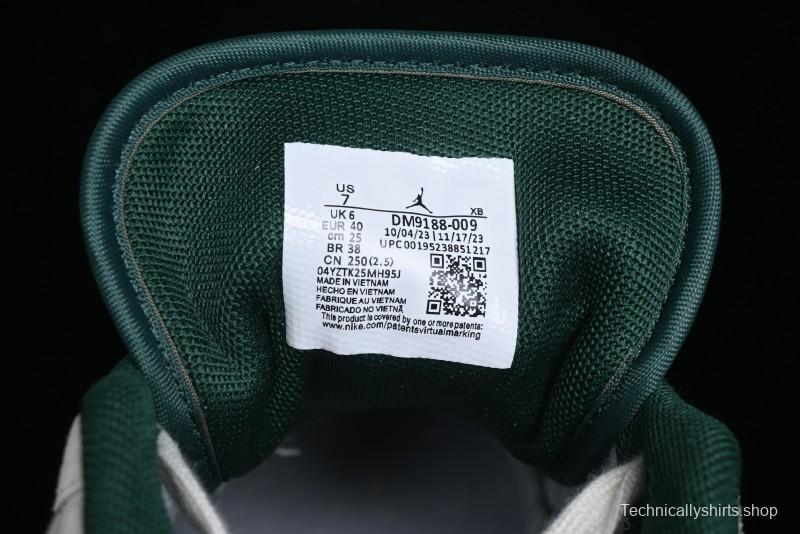 US
7
XB
UK 6
DM9188-009
EUR 40
10/04/23 | 11/17/23
cm 25
UPC 00195238851217
BR 38
CN 250(2.5)
04YZTK25MH95J
MADE IN VIETNAM
HECHO EN VIETNAM
FABRIQUE AU VIETNAM
FABRICADO NO VIETNÃ
This product is covered by one or more patents:
www.nike.com/patentsvirtualmarking
Technicallyshirts.shop